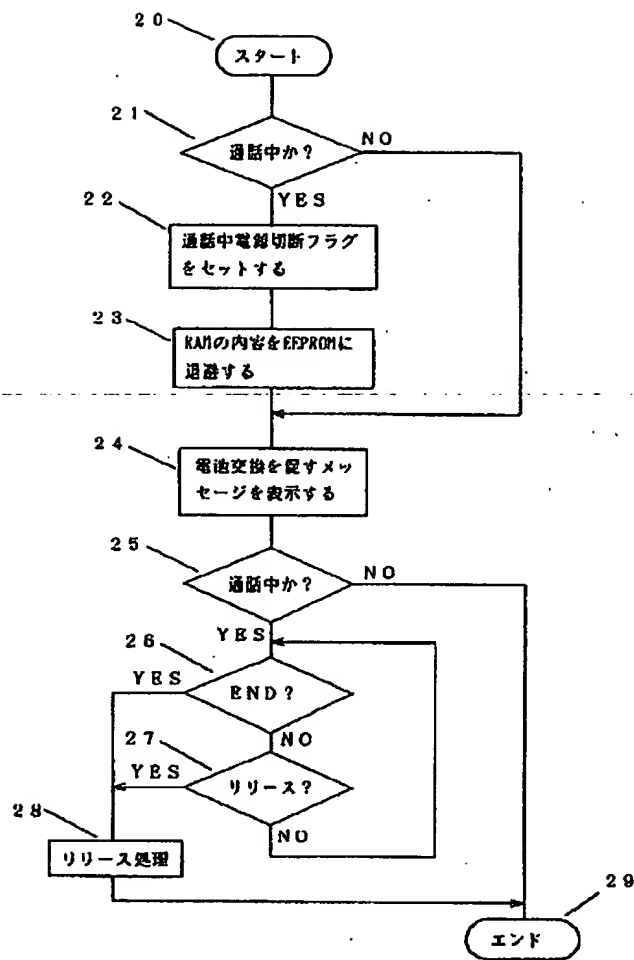 20
スタート
21
通話中か?
NO
YES
22
通話中電源切断フラグ
をセットする
23
RAMの内容をEEPROMに
退避する
24
電池交換を促すメッ
セージを表示する
25
通話中か?
NO
YES
26
YES
END?
NO
27
YES
リリース?
NO
28
リリース処理
29
エンド